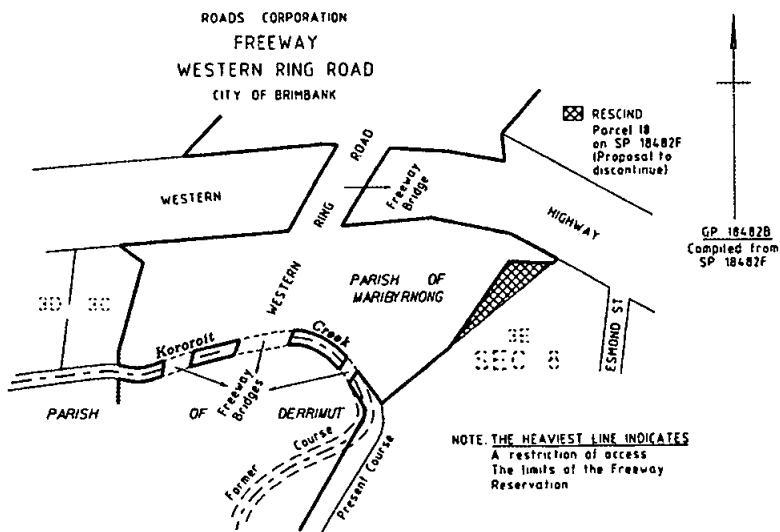 ROADS CORPORATION
FREEWAY
WESTERN RING ROAD
CITY OF BRIMBANK
RESCIND
Parcel 18
on SP 18482F
(Proposal to
discontinue)
GP 18482B
Compiled from
SP 18482F
WESTERN
HIGHWAY
WESTERN
RING
ROAD
Freeway
Bridge
PARISH OF
MARIBYRNONG
3D
3C
Kororoit
Creek
3E
SEC 8
ESMOND ST
PARISH
OF
DERRIMUT
Freeway
Bridges
Former
Course
Present Course
NOTE. THE HEAVIEST LINE INDICATES
A restriction of access
The limits of the Freeway
Reservation